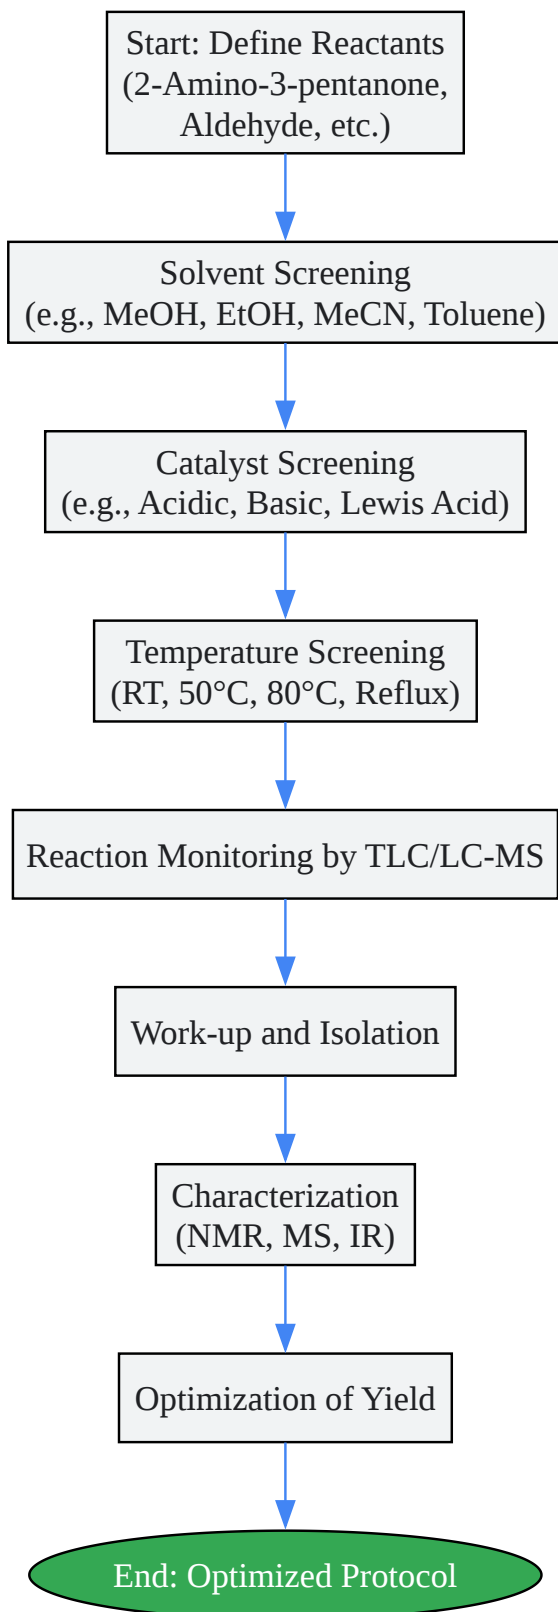 Start: Define Reactants
(2-Amino-3-pentanone,
Aldehyde, etc.)
Solvent Screening
(e.g., MeOH, EtOH, MeCN, Toluene)
Catalyst Screening
(e.g., Acidic, Basic, Lewis Acid)
Temperature Screening
(RT, 50°C, 80°C, Reflux)
Reaction Monitoring by TLC/LC-MS
Work-up and Isolation
Characterization
(NMR, MS, IR)
Optimization of Yield
End: Optimized Protocol